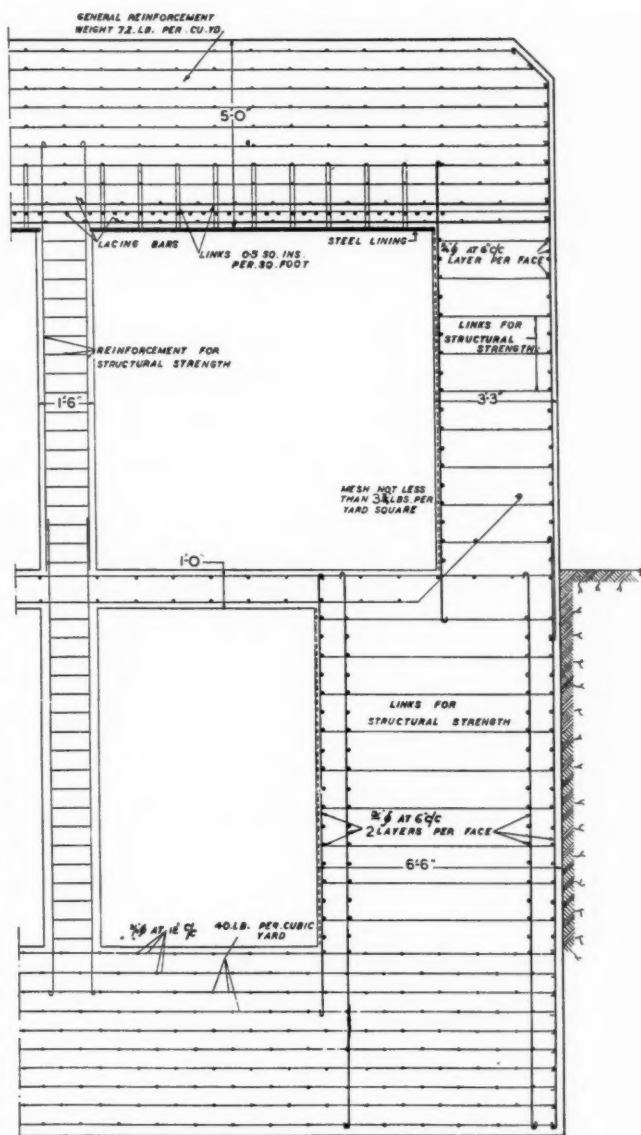 GENERAL REINFORCEMENT
WEIGHT 7.2. LB. PER. CU. YD.
5'-0"
LACING BARS
LINKS 0.5 SQ. INS.
PER. SQ. FOOT
STEEL LINING
¾"ϕ AT 6" C/C
LAYER PER FACE
REINFORCEMENT FOR
STRUCTURAL STRENGTH
LINKS FOR
STRUCTURAL
STRENGTH
1'-6"
3'-3"
MESH NOT LESS
THAN LBS. PER
YARD SQUARE
1'-0"
LINKS FOR
STRUCTURAL STRENGTH
ϕ AT 6" C/C
2 LAYERS PER FACE
6'-6"
ϕ AT 12" C/C
40. LB. PER. CUBIC
YARD